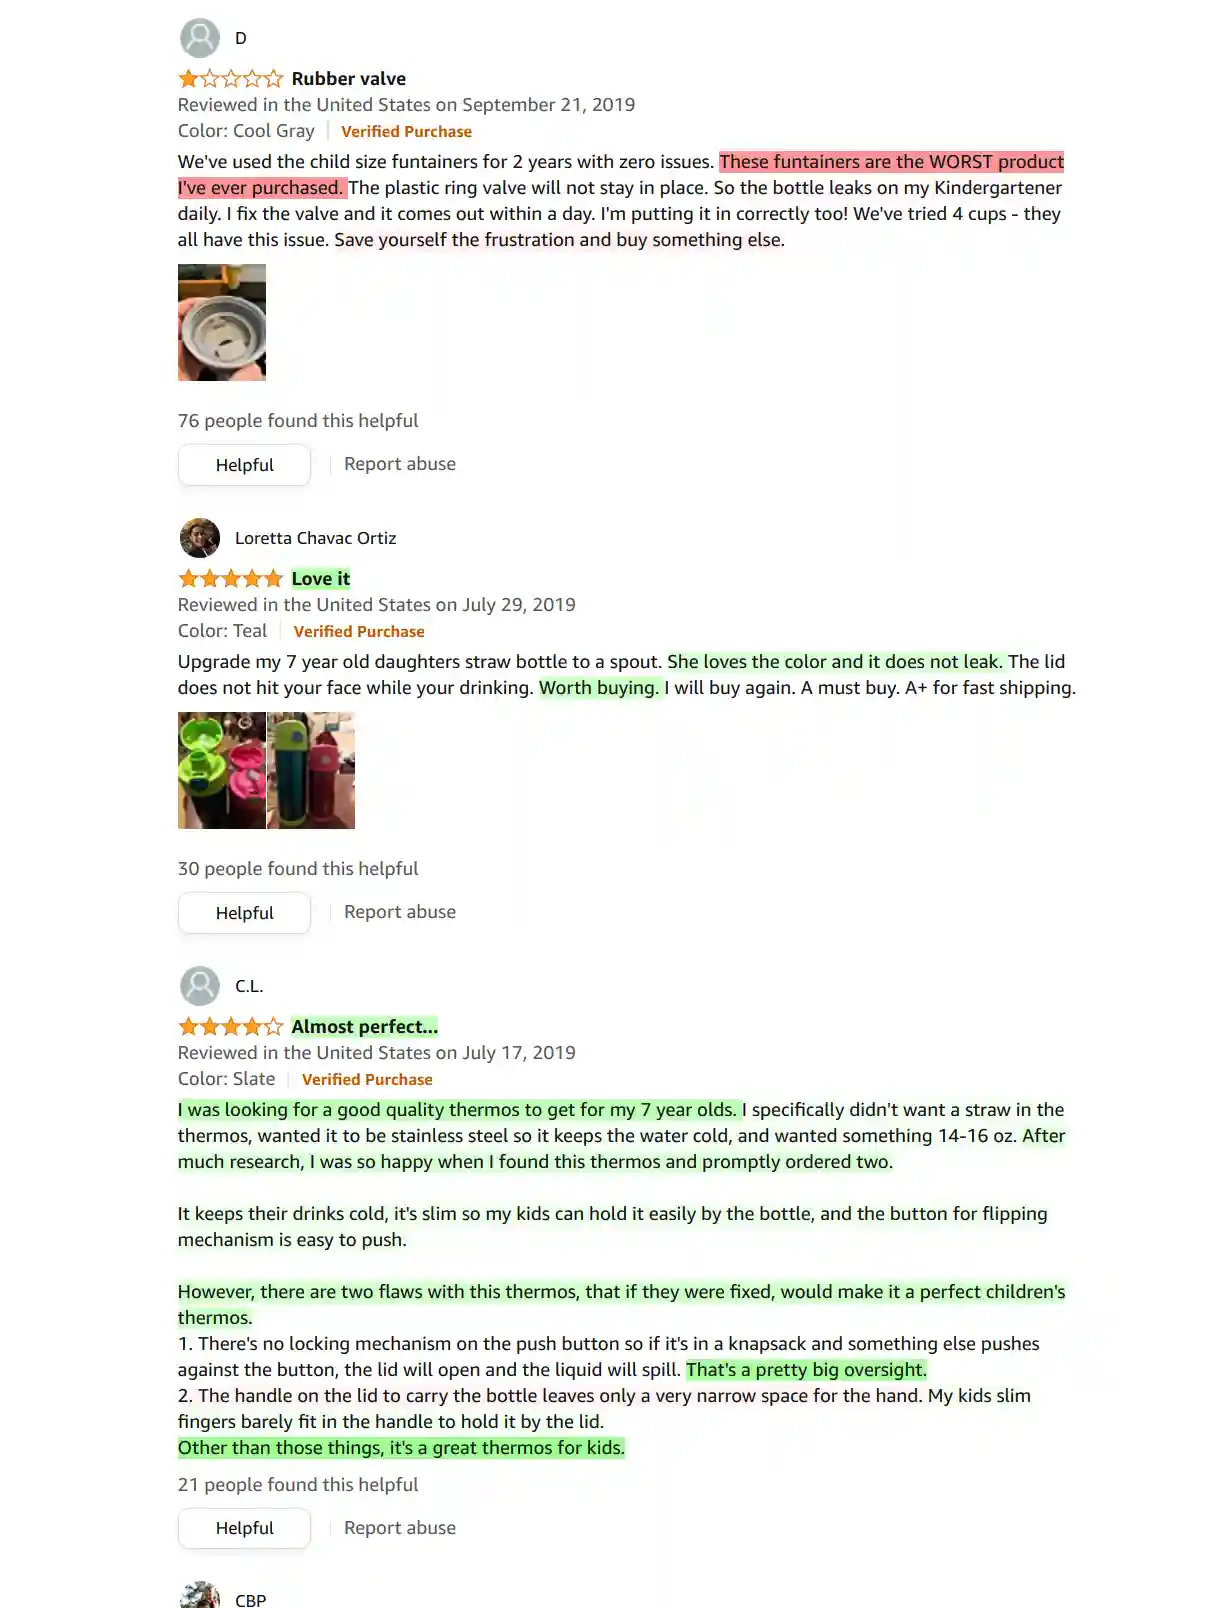 D
Rubber valve
Reviewed in the United States on September 21, 2019
Color: Cool Gray Verified Purchase
We've used the child size funtainers for 2 years with zero issues. These funtainers are the WORST product
I've ever purchased. The plastic ring valve will not stay in place. So the bottle leaks on my Kindergartener
daily. I fix the valve and it comes out within a day. I'm putting it in correctly too! We've tried 4 cups - they
all have this issue. Save yourself the frustration and buy something else.
76 people found this helpful
Helpful Report abuse
Loretta Chavac Ortiz
Love it
Reviewed in the United States on July 29, 2019
Color: Teal Verified Purchase
Upgrade my 7 year old daughters straw bottle to a spout. She loves the color and it does not leak. The lid
does not hit your face while your drinking. Worth buying. I will buy again. A must buy. A+ for fast shipping.
30 people found this helpful
Helpful Report abuse
C.L.
Almost perfect...
Reviewed in the United States on July 17, 2019
Color: Slate Verified Purchase
I was looking for a good quality thermos to get for my 7 year olds. I specifically didn't want a straw in the
thermos, wanted it to be stainless steel so it keeps the water cold, and wanted something 14-16 oz. After
much research, I was so happy when I found this thermos and promptly ordered two.
It keeps their drinks cold, it's slim so my kids can hold it easily by the bottle, and the button for flipping
mechanism is easy to push.
However, there are two flaws with this thermos, that if they were fixed, would make it a perfect children's
thermos.
1. There's no locking mechanism on the push button so if it's in a knapsack and something else pushes
against the button, the lid will open and the liquid will spill. That's a pretty big oversight.
2. The handle on the lid to carry the bottle leaves only a very narrow space for the hand. My kids slim
fingers barely fit in the handle to hold it by the lid.
Other than those things, it's a great thermos for kids.
21 people found this helpful
Helpful Report abuse
CBP